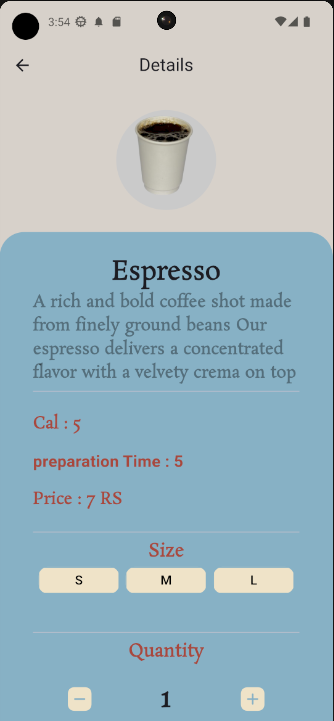 3:54
Details
Espresso
A rich and bold coffee shot made
from finely ground beans Our
espresso delivers a concentrated
flavor with a velvety crema on top
Cal : 5
preparation Time : 5
Price : 7 RS
Size
S M L
Quantity
− 1 +